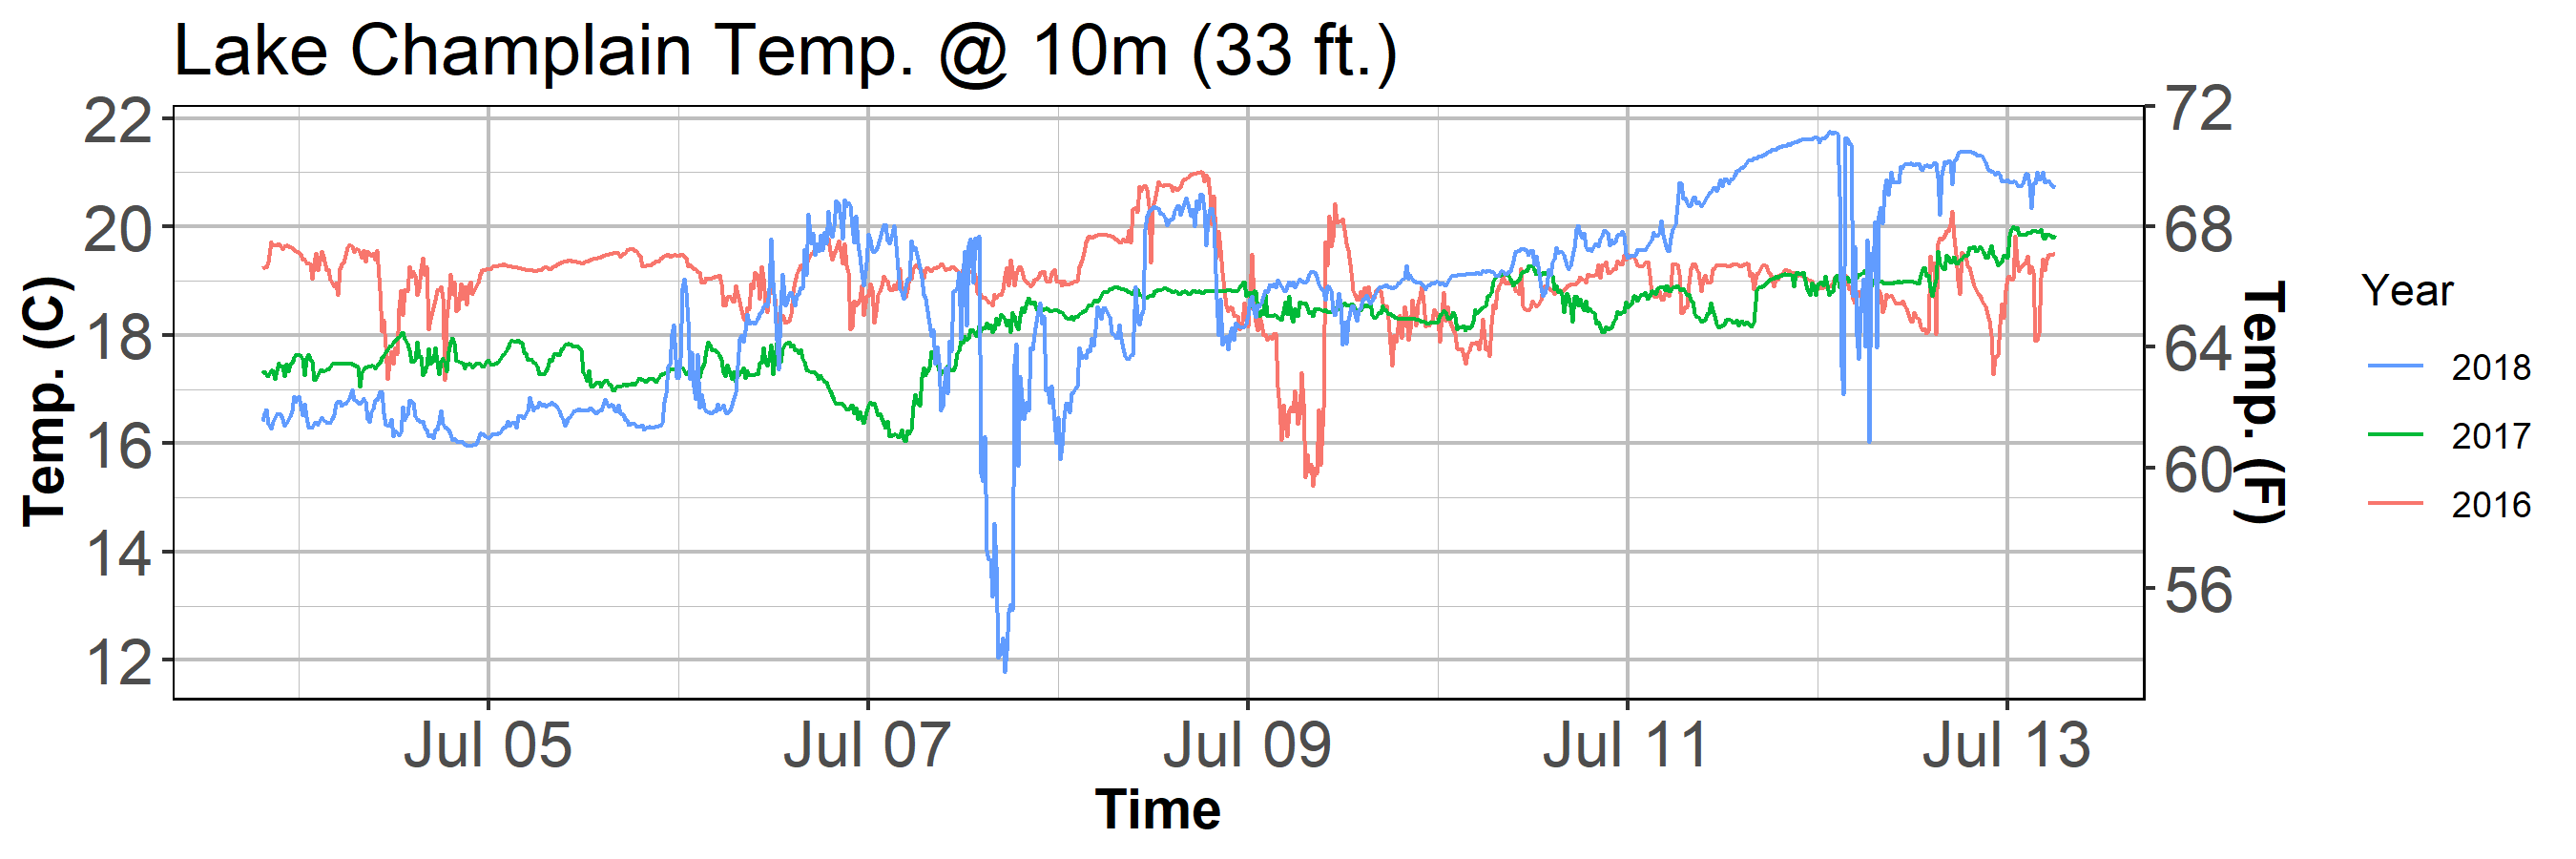 Lake Champlain Temp. @ 10m (33 ft.)
Temp. (C)
22
20
18
16
14
12
72
68
64
60
56
Temp. (F)
Jul 05
Jul 07
Jul 09
Jul 11
Jul 13
Time
Year
2018
2017
2016